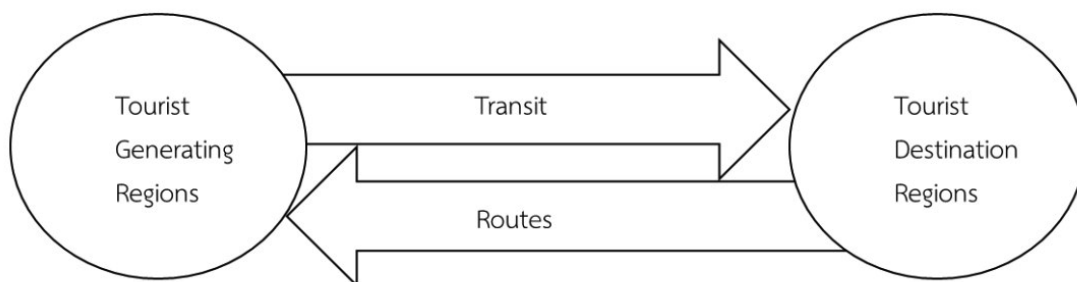 Tourist
Generating
Regions
Transit
Routes
Tourist
Destination
Regions